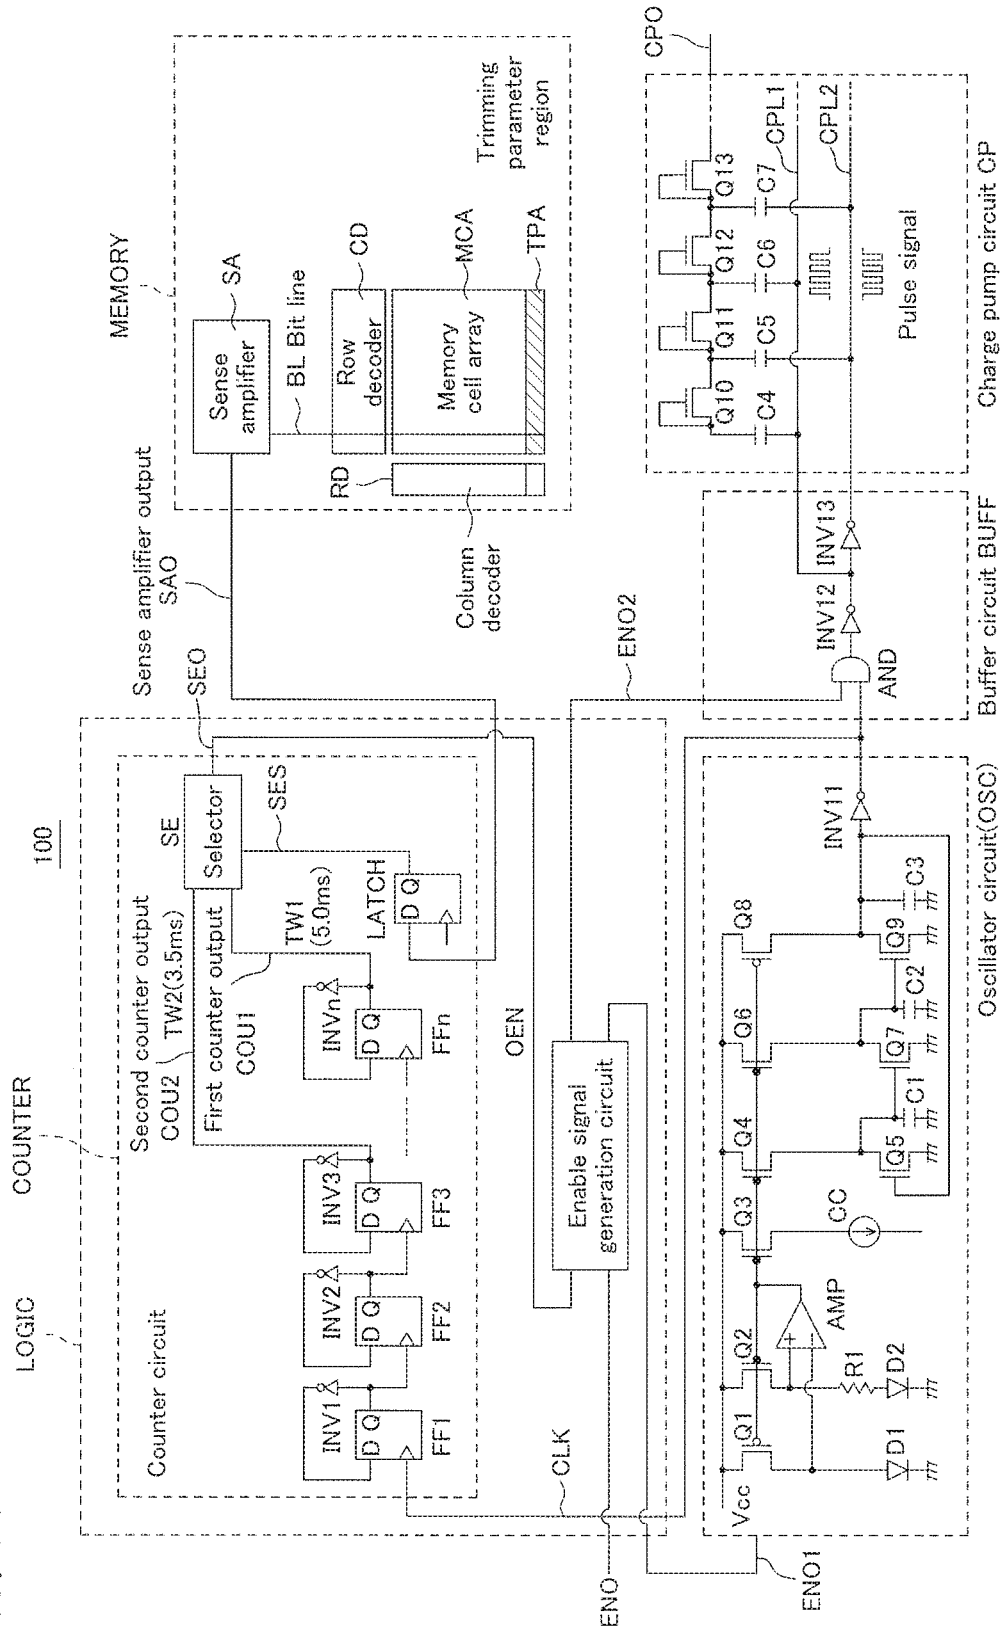 100
LOGIC
COUNTER
Counter circuit
Second counter output
COU2
TW2(3.5ms)
First counter output
COU1
SE
Selector
SEO
Sense amplifier output
SAO
TW1
(5.0ms)
SES
LATCH
D Q
INV1
D Q
FF1
INV2
D Q
FF2
INV3
D Q
FF3
INVn
D Q
FFn
OEN
CLK
Enable signal
generation circuit
ENO
ENO1
ENO2
MEMORY
SA
Sense
amplifier
BL Bit line
RD
Row
decoder
CD
Column
decoder
Memory
cell array
MCA
TPA
Trimming
parameter
region
Vcc
Q1
Q2
Q3
Q4
Q6
Q8
AMP
+
-
R1
D1
D2
CC
Q5
C1
Q7
C2
Q9
C3
INV11
Oscillator circuit(OSC)
AND
INV12
INV13
Buffer circuit BUFF
Q10
Q11
Q12
Q13
C4
C5
C6
C7
CPO
CPL1
CPL2
Pulse signal
Charge pump circuit CP